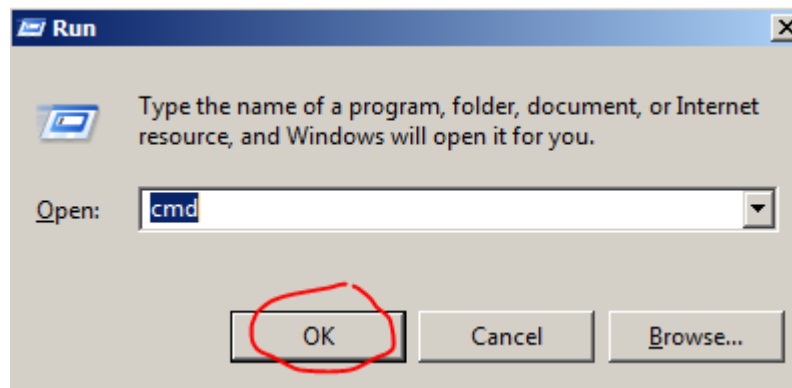 Run
Type the name of a program, folder, document, or Internet
resource, and Windows will open it for you.
Open: cmd
OK Cancel Browse...